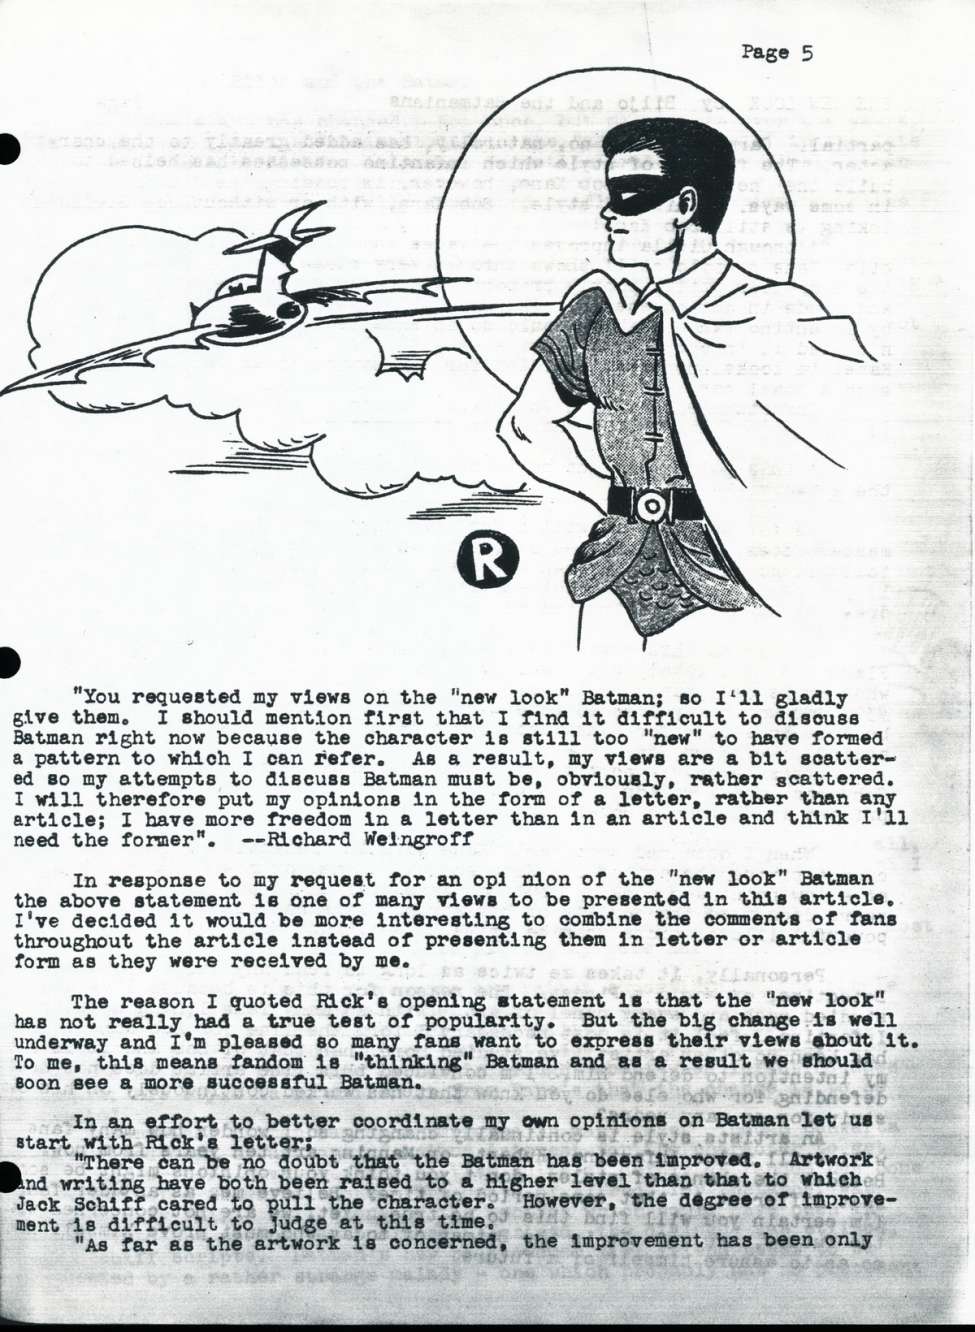 Page 5
R
"You requested my views on the "new look" Batman; so I'll gladly
give them. I should mention first that I find it difficult to discuss
Batman right now because the character is still too "new" to have formed
a pattern to which I can refer. As a result, my views are a bit scatter-
ed so my attempts to discuss Batman must be, obviously, rather scattered.
I will therefore put my opinions in the form of a letter, rather than any
article; I have more freedom in a letter than in an article and think I'll
need the former". --Richard Weingroff
In response to my request for an opi nion of the "new look" Batman
the above statement is one of many views to be presented in this article.
I've decided it would be more interesting to combine the comments of fans
throughout the article instead of presenting them in letter or article
form as they were received by me.
The reason I quoted Rick's opening statement is that the "new look"
has not really had a true test of popularity. But the big change is well
underway and I'm pleased so many fans want to express their views about it.
To me, this means fandom is "thinking" Batman and as a result we should
soon see a more successful Batman.
In an effort to better coordinate my own opinions on Batman let us
start with Rick's letter:
"There can be no doubt that the Batman has been improved. Artwork
and writing have both been raised to a higher level than that to which
Jack Schiff cared to pull the character. However, the degree of improve-
ment is difficult to judge at this time.
"As far as the artwork is concerned, the improvement has been only